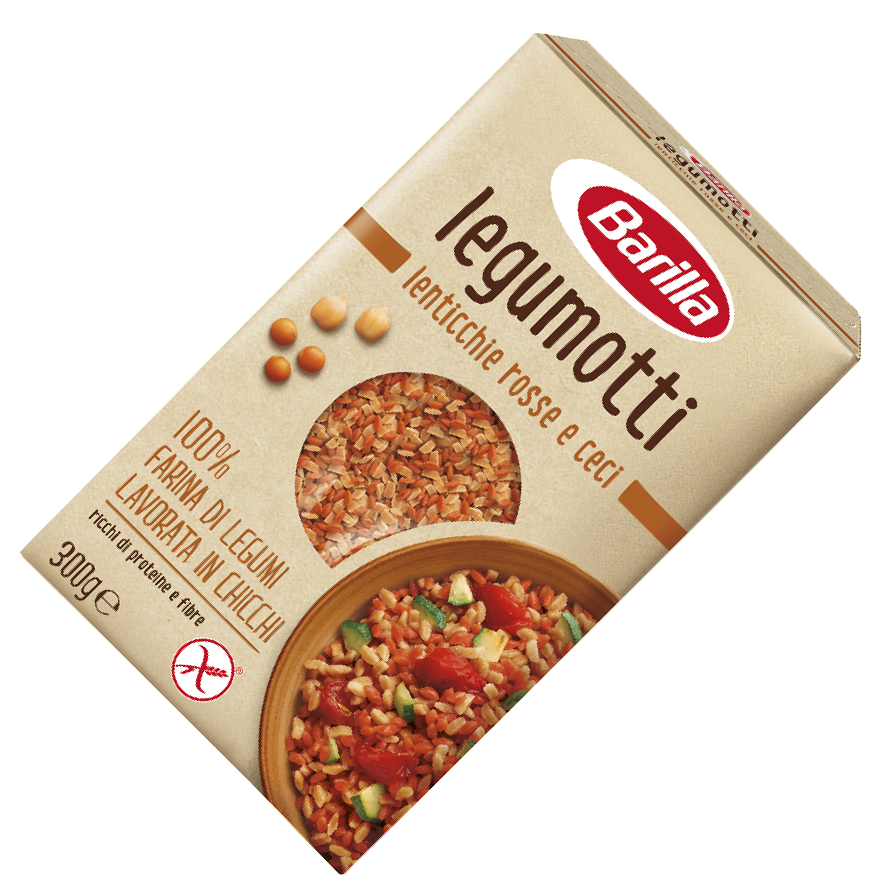 Barilla
legumotti
lenticchie rosse e ceci
Barilla
legumotti
lenticchie rosse e ceci
100%
FARINA DI LEGUMI
LAVORATA IN CHICCHI
ricchi di proteine e fibre
300g e